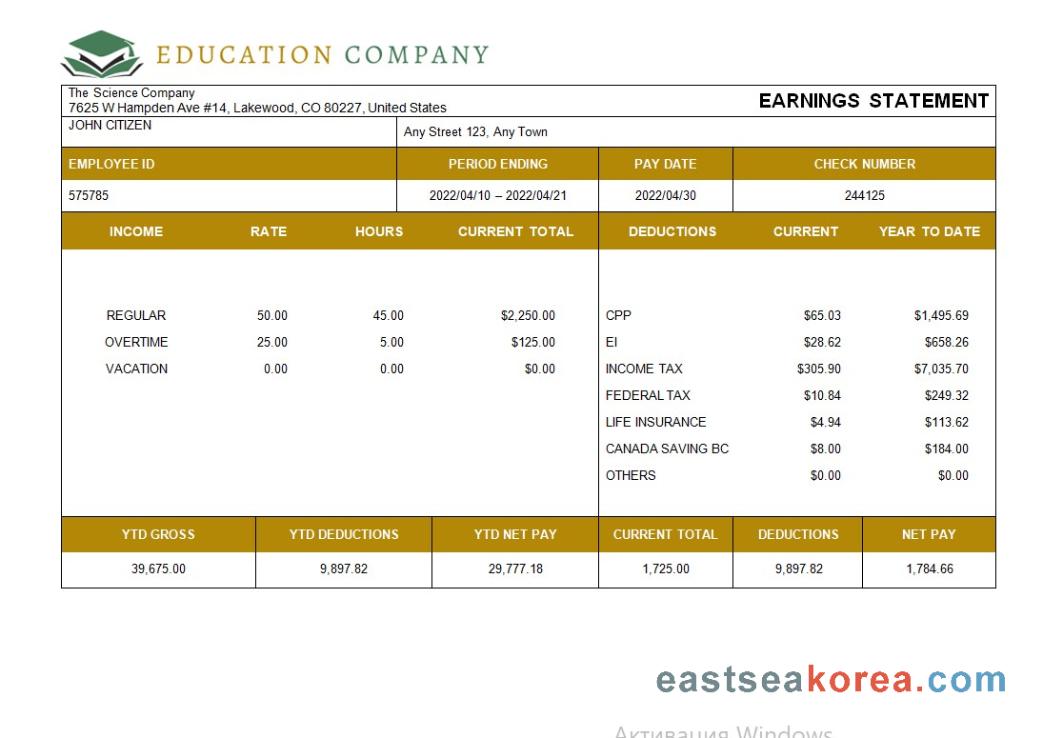 EDUCATION COMPANY
The Science Company
7625 W Hampden Ave #14, Lakewood, CO 80227, United States
EARNINGS STATEMENT
JOHN CITIZEN
Any Street 123, Any Town
EMPLOYEE ID PERIOD ENDING PAY DATE CHECK NUMBER
575785 2022/04/10 – 2022/04/21 2022/04/30 244125
INCOME RATE HOURS CURRENT TOTAL DEDUCTIONS CURRENT YEAR TO DATE
REGULAR 50.00 45.00 $2,250.00 CPP $65.03 $1,495.69
OVERTIME 25.00 5.00 $125.00 EI $28.62 $658.26
VACATION 0.00 0.00 $0.00 INCOME TAX $305.90 $7,035.70
FEDERAL TAX $10.84 $249.32
LIFE INSURANCE $4.94 $113.62
CANADA SAVING BC $8.00 $184.00
OTHERS $0.00 $0.00
YTD GROSS YTD DEDUCTIONS YTD NET PAY CURRENT TOTAL DEDUCTIONS NET PAY
39,675.00 9,897.82 29,777.18 1,725.00 9,897.82 1,784.66
eastseakorea.com
Активация Windows